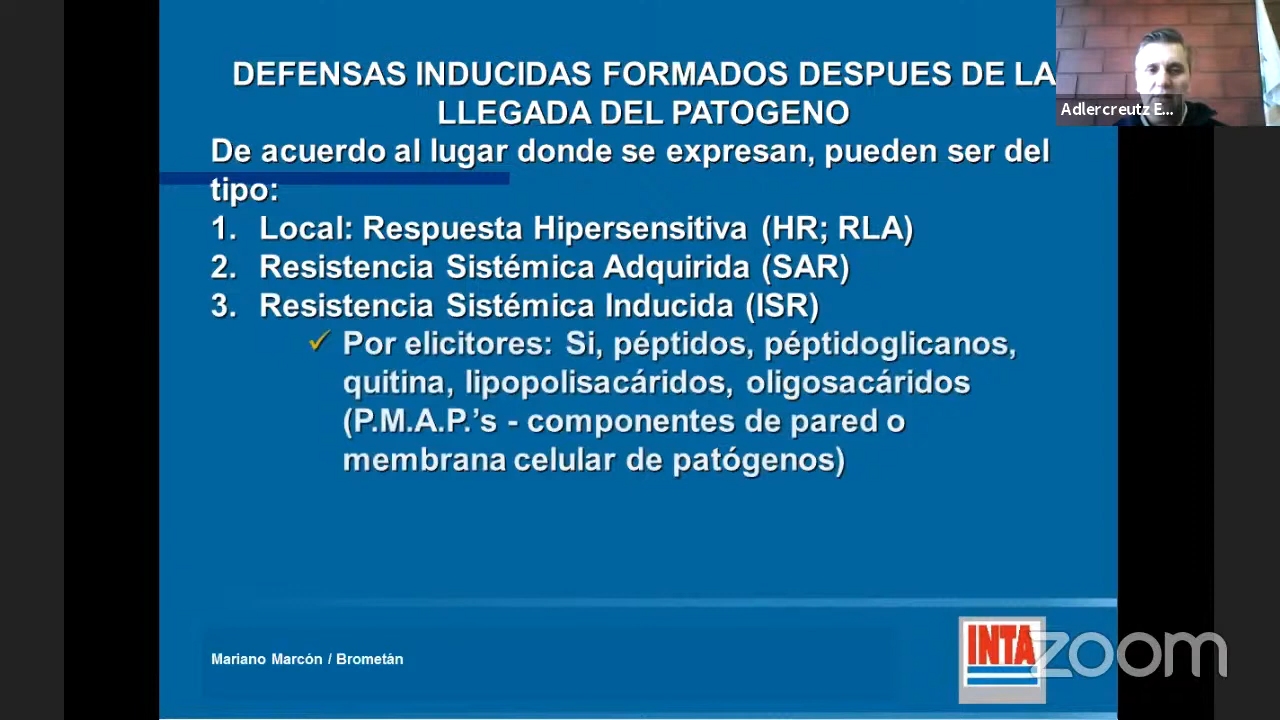 DEFENSAS INDUCIDAS FORMADOS DESPUES DE LA
LLEGADA DEL PATOGENO
De acuerdo al lugar donde se expresan, pueden ser del
tipo:
1. Local: Respuesta Hipersensitiva (HR; RLA)
2. Resistencia Sistémica Adquirida (SAR)
3. Resistencia Sistémica Inducida (ISR)
✓ Por elicitores: Si, péptidos, péptidoglicanos,
quitina, lipopolisacáridos, oligosacáridos
(P.M.A.P.’s - componentes de pared o
membrana celular de patógenos)
Adlercreutz E...
Mariano Marcón / Brometán
INTA
zoom